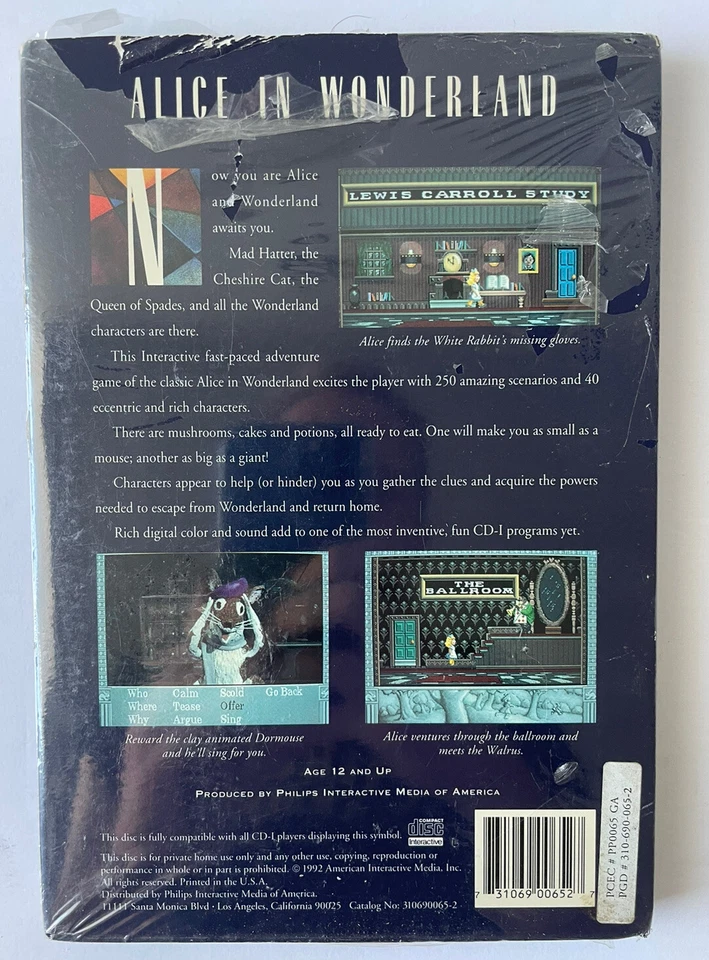 ALICE IN WONDERLAND
Now you are Alice
and Wonderland
awaits you.
Mad Hatter, the
Cheshire Cat, the
Queen of Spades, and all the Wonderland
characters are there.
LEWIS CARROLL STUDY
Alice finds the White Rabbit's missing gloves.
This Interactive fast-paced adventure
game of the classic Alice in Wonderland excites the player with 250 amazing scenarios and 40
eccentric and rich characters.
There are mushrooms, cakes and potions, all ready to eat. One will make you as small as a
mouse; another as big as a giant!
Characters appear to help (or hinder) you as you gather the clues and acquire the powers
needed to escape from Wonderland and return home.
Rich digital color and sound add to one of the most inventive, fun CD-I programs yet.
Who Calm Scold Go Back
Where Tease Offer
Why Argue Sing
Reward the clay animated Dormouse
and he'll sing for you.
THE
BALLROOM
Alice ventures through the ballroom and
meets the Walrus.
AGE 12 AND UP
PRODUCED BY PHILIPS INTERACTIVE MEDIA OF AMERICA
This disc is fully compatible with all CD-I players displaying this symbol.
COMPACT
disc
Interactive
This disc is for private home use only and any other use, copying, reproduction or
performance in whole or in part is prohibited. © 1992 American Interactive Media, Inc.
All rights reserved. Printed in the U.S.A.
Distributed by Philips Interactive Media of America.
11111 Santa Monica Blvd · Los Angeles, California 90025 Catalog No: 310690065-2
7 31069 00652 7
PCEC # PP0065 GA
PGD # 310-690-065-2